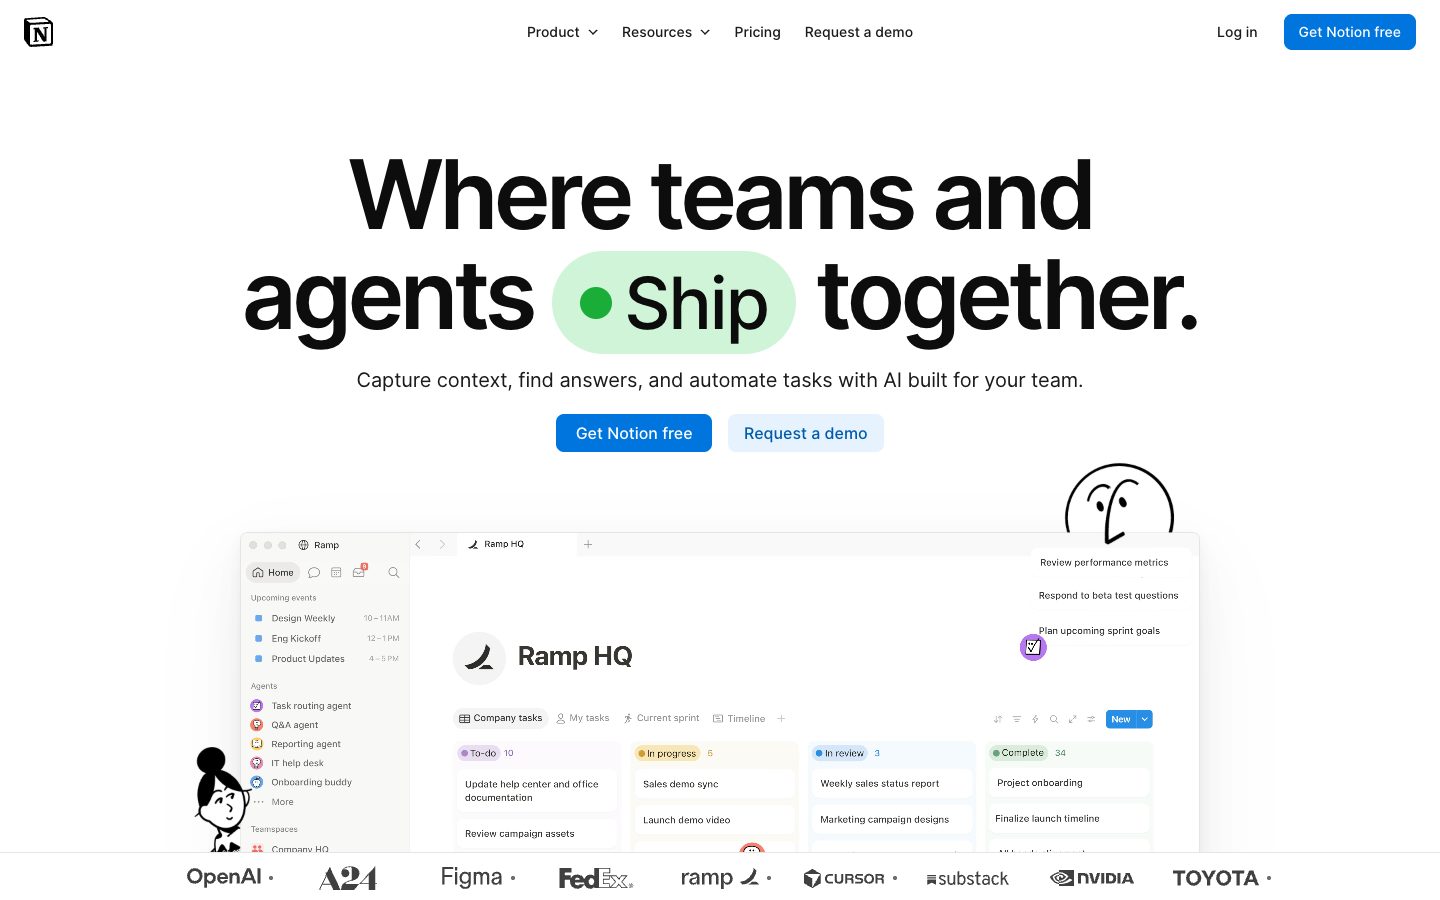 N
Product
Resources
Pricing
Request a demo
Log in
Get Notion free
Where teams and
agents Ship together.
Capture context, find answers, and automate tasks with AI built for your team.
Get Notion free
Request a demo
Ramp
Ramp HQ
Home
9
Upcoming events
Design Weekly 10–11AM
Eng Kickoff 12–1PM
Product Updates 4–5 PM
Agents
Task routing agent
Q&A agent
Reporting agent
IT help desk
Onboarding buddy
More
Teamspaces
Company HQ
Review performance metrics
Respond to beta test questions
Plan upcoming sprint goals
Ramp HQ
Company tasks
My tasks
Current sprint
Timeline
New
To-do 10
Update help center and office
documentation
Review campaign assets
In progress 5
Sales demo sync
Launch demo video
In review 3
Weekly sales status report
Marketing campaign designs
Complete 34
Project onboarding
Finalize launch timeline
OpenAI
A24
Figma
FedEx
ramp
CURSOR
substack
NVIDIA
TOYOTA